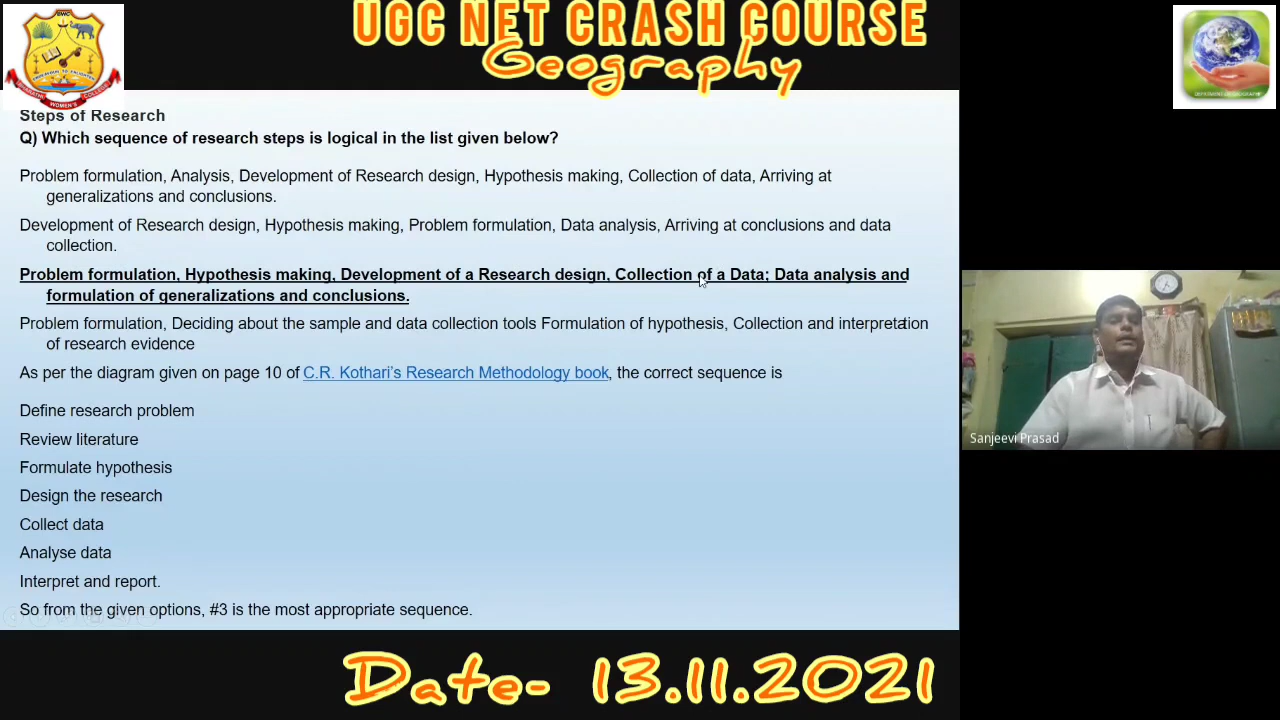 UGC NET CRASH COURSE
Geography
WOMEN'S
Steps of Research
Q) Which sequence of research steps is logical in the list given below?
Problem formulation, Analysis, Development of Research design, Hypothesis making, Collection of data, Arriving at
generalizations and conclusions.
Development of Research design, Hypothesis making, Problem formulation, Data analysis, Arriving at conclusions and data
collection.
Problem formulation, Hypothesis making, Development of a Research design, Collection of a Data; Data analysis and
formulation of generalizations and conclusions.
Problem formulation, Deciding about the sample and data collection tools Formulation of hypothesis, Collection and interpretation
of research evidence
As per the diagram given on page 10 of C.R. Kothari's Research Methodology book, the correct sequence is
Define research problem
Review literature
Formulate hypothesis
Design the research
Collect data
Analyse data
Interpret and report.
So from the given options, #3 is the most appropriate sequence.
Sanjeevi Prasad
Date- 13.11.2021